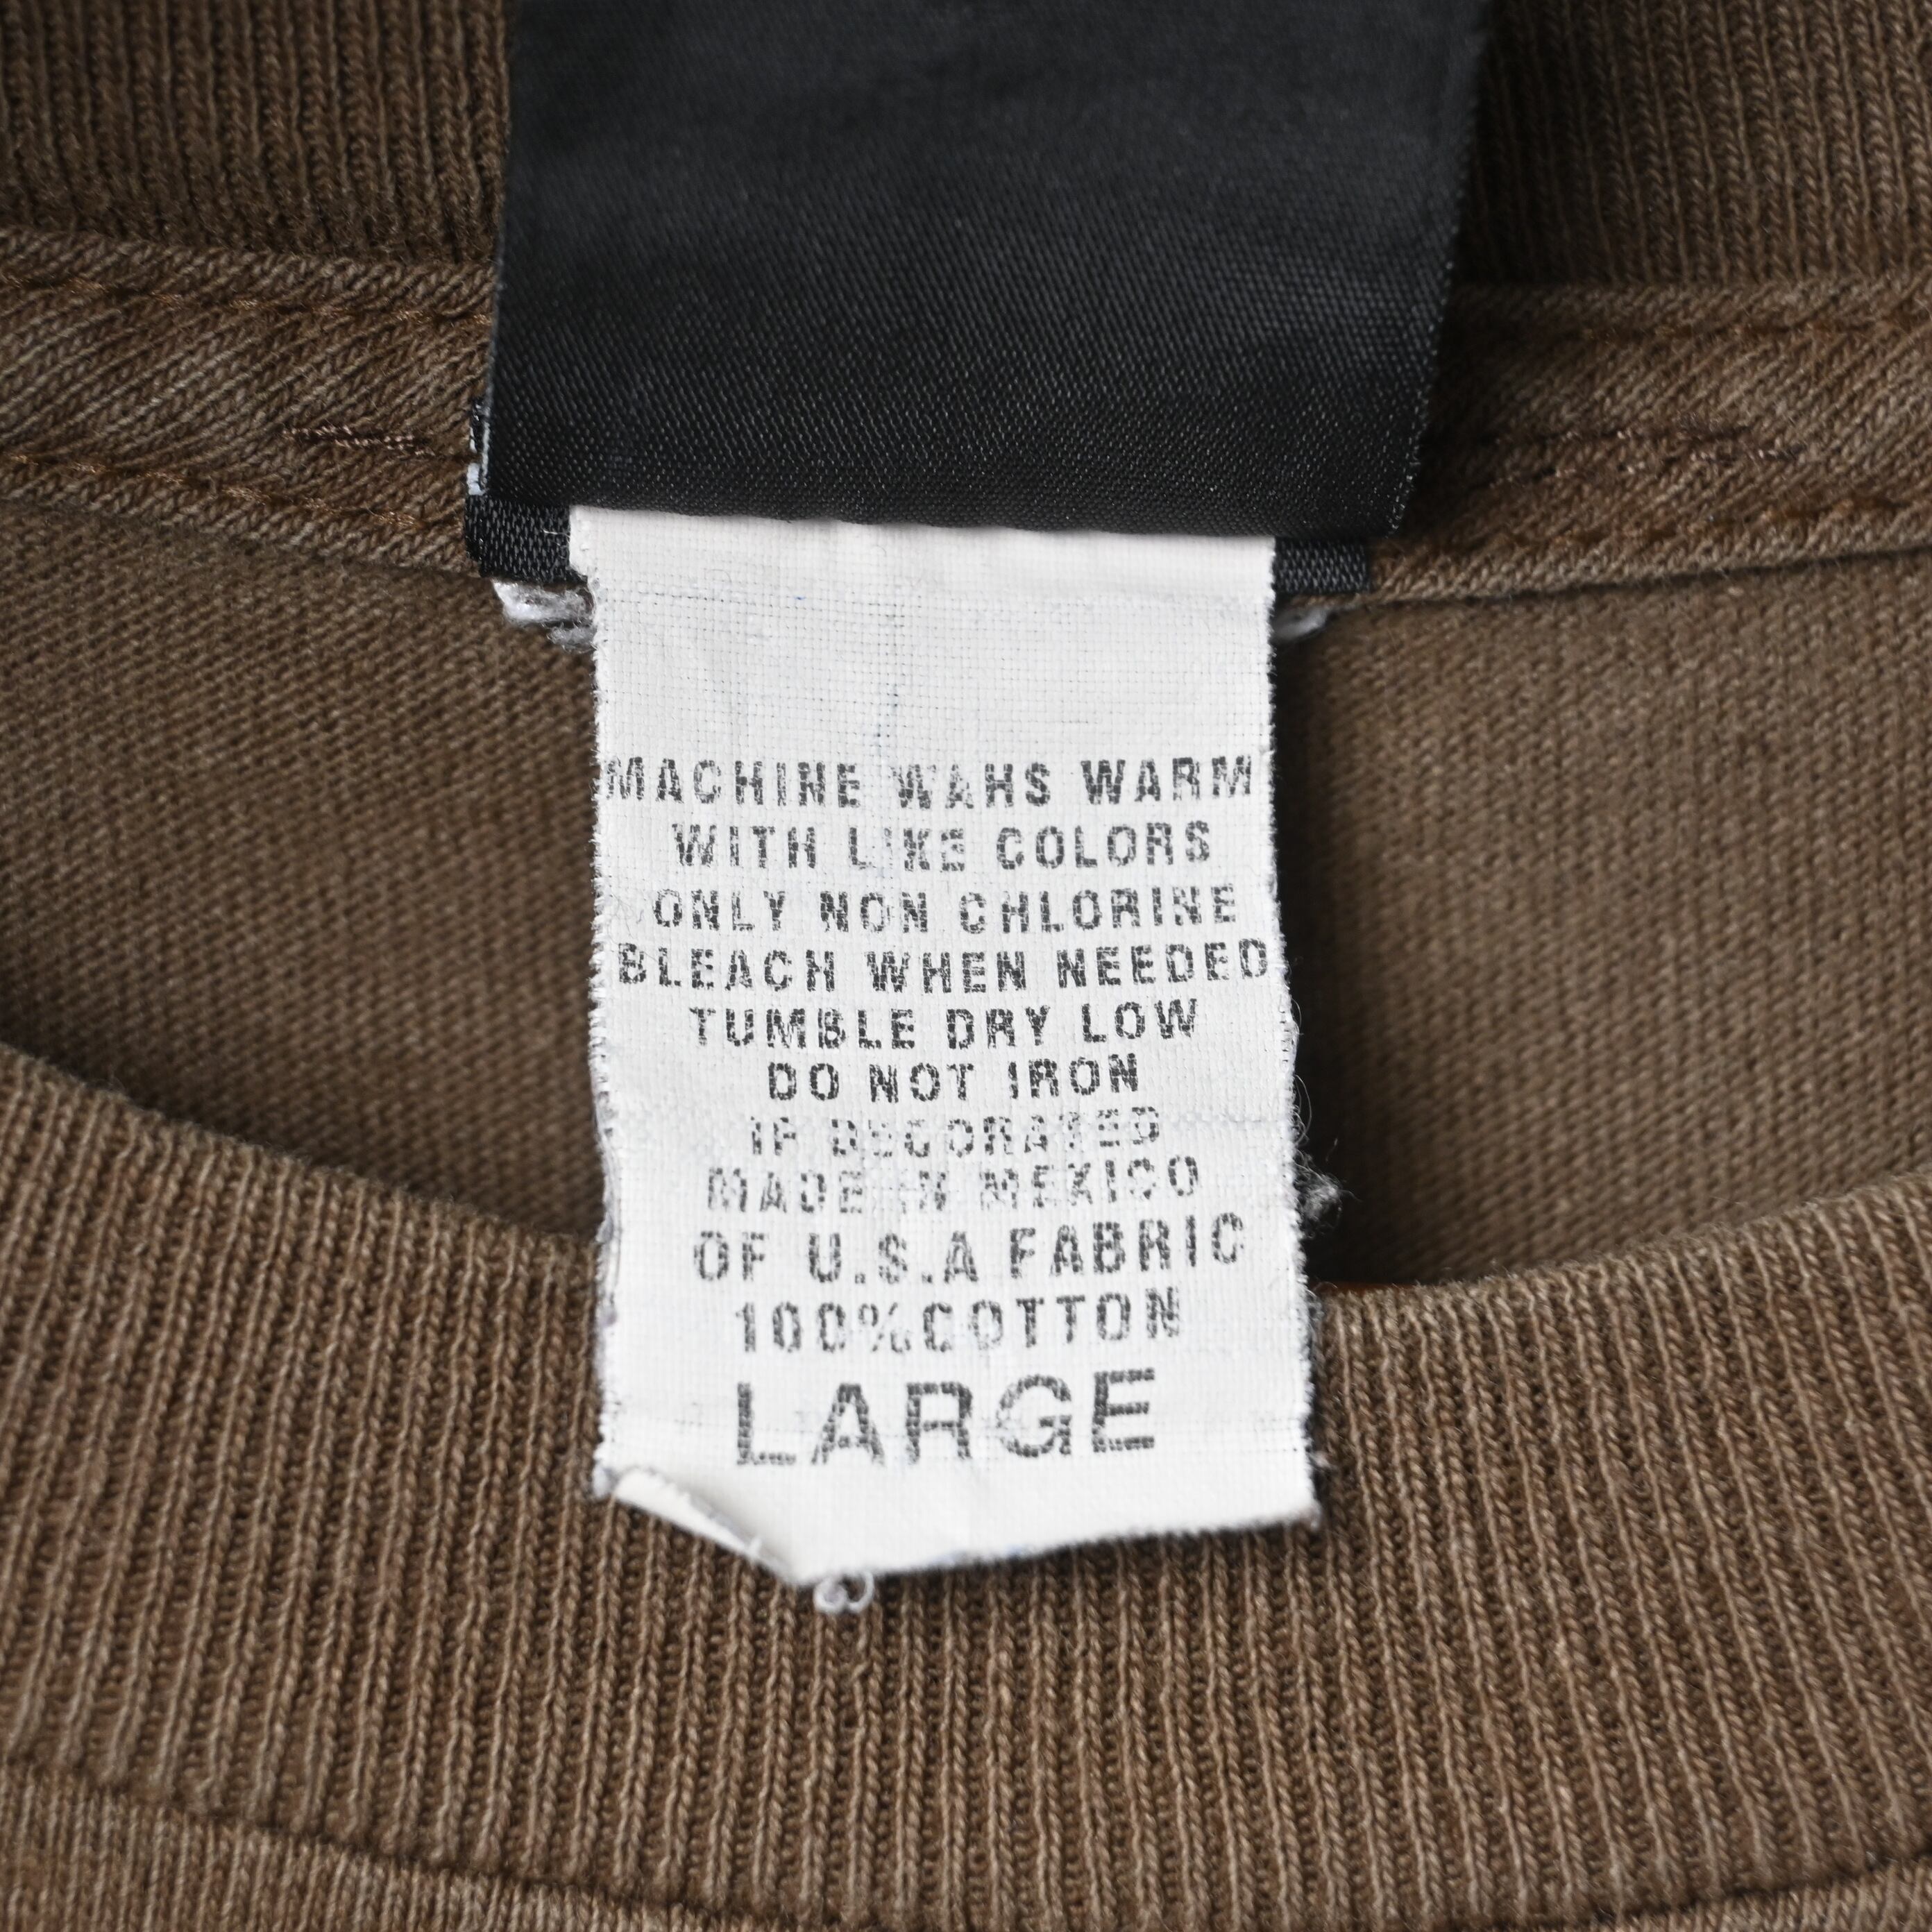 MACHINE WAHS WARM
WITH LIKE COLORS
ONLY NON CHLORINE
BLEACH WHEN NEEDED
TUMBLE DRY LOW
DO NOT IRON
IF DECORATED
MADE IN MEXICO
OF U.S.A FABRIC
100%COTTON
LARGE